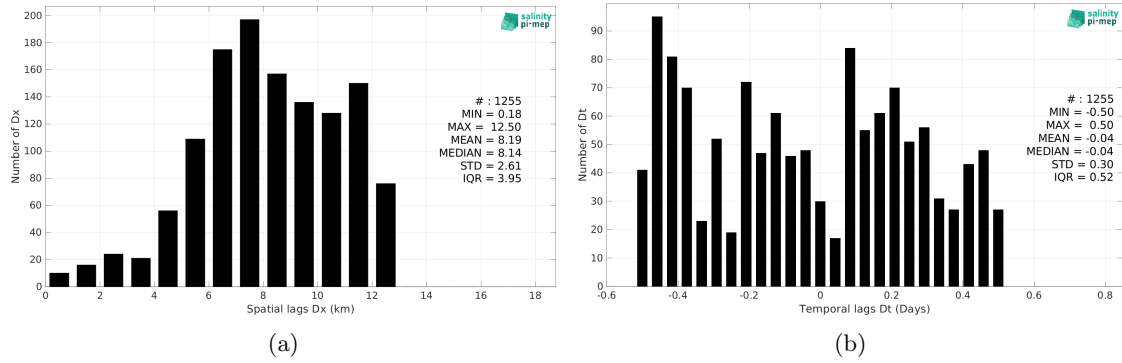 salinity
pi-mep
200
180
160
140
120
100
80
60
40
20
0
Number of Dx
# : 1255
MIN = 0.18
MAX = 12.50
MEAN = 8.19
MEDIAN = 8.14
STD = 2.61
IQR = 3.95
0 2 4 6 8 10 12 14 16 18
Spatial lags Dx (km)
(a)
salinity
pi-mep
90
80
70
60
50
40
30
20
10
0
Number of Dt
# : 1255
MIN = -0.50
MAX = 0.50
MEAN = -0.04
MEDIAN = -0.04
STD = 0.30
IQR = 0.52
-0.6 -0.4 -0.2 0 0.2 0.4 0.6 0.8
Temporal lags Dt (Days)
(b)